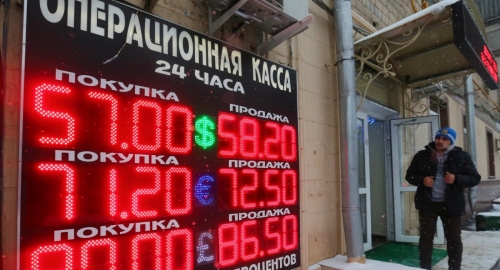 ОПЕРАЦИОННАЯ КАССА
24 ЧАСА
ПОКУПКА ПРОДАЖА
57.00 $ 58.20
ПОКУПКА ПРОДАЖА
71.20 € 72.50
ПОКУПКА ПРОДАЖА
£ 86.50
ПРОЦЕНТОВ